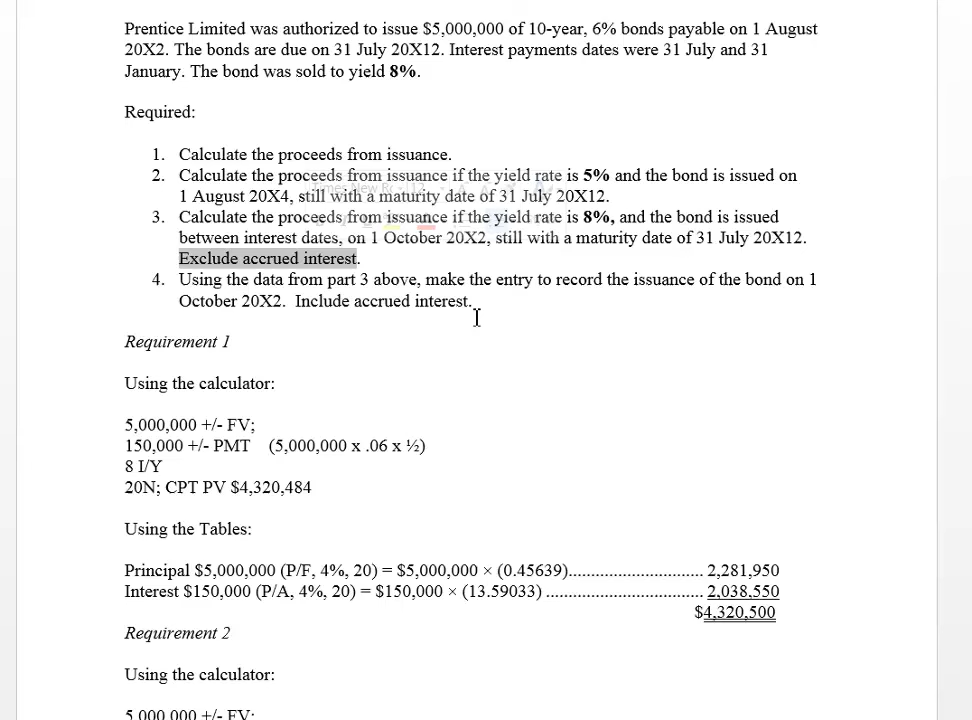 Prentice Limited was authorized to issue $5,000,000 of 10-year, 6% bonds payable on 1 August
20X2. The bonds are due on 31 July 20X12. Interest payments dates were 31 July and 31
January. The bond was sold to yield 8%.
Required:
1. Calculate the proceeds from issuance.
2. Calculate the proceeds from issuance if the yield rate is 5% and the bond is issued on
1 August 20X4, still with a maturity date of 31 July 20X12.
3. Calculate the proceeds from issuance if the yield rate is 8%, and the bond is issued
between interest dates, on 1 October 20X2, still with a maturity date of 31 July 20X12.
Exclude accrued interest.
4. Using the data from part 3 above, make the entry to record the issuance of the bond on 1
October 20X2. Include accrued interest.
Requirement 1
Using the calculator:
5,000,000 +/- FV;
150,000 +/- PMT (5,000,000 x .06 x ½)
8 I/Y
20N; CPT PV $4,320,484
Using the Tables:
Principal $5,000,000 (P/F, 4%, 20) = $5,000,000 × (0.45639).............................. 2,281,950
Interest $150,000 (P/A, 4%, 20) = $150,000 × (13.59033) ................................... 2,038,550
$4,320,500
Requirement 2
Using the calculator:
5,000,000 +/- FV;